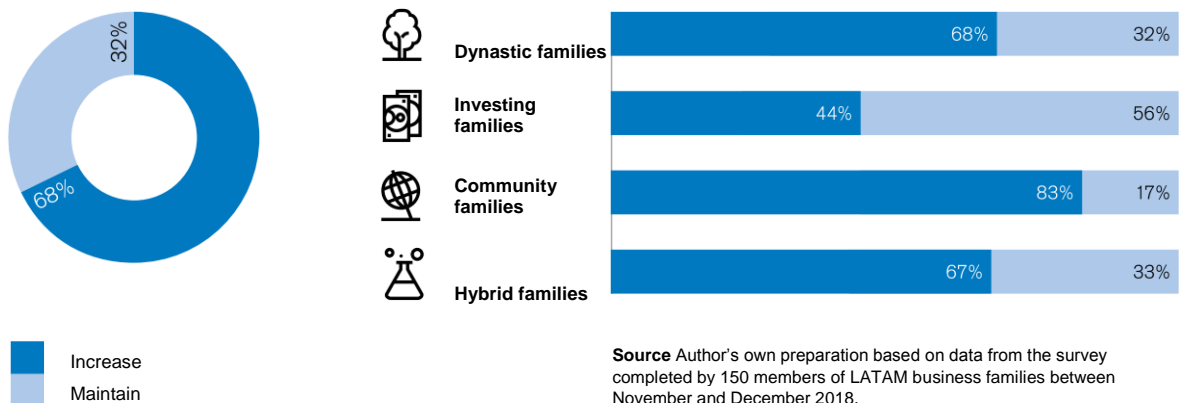 32%
68%
Dynastic families
68%
32%
Investing
families
44%
56%
Community
families
83%
17%
Hybrid families
67%
33%
Increase
Maintain
Source Author's own preparation based on data from the survey
completed by 150 members of LATAM business families between
November and December 2018.